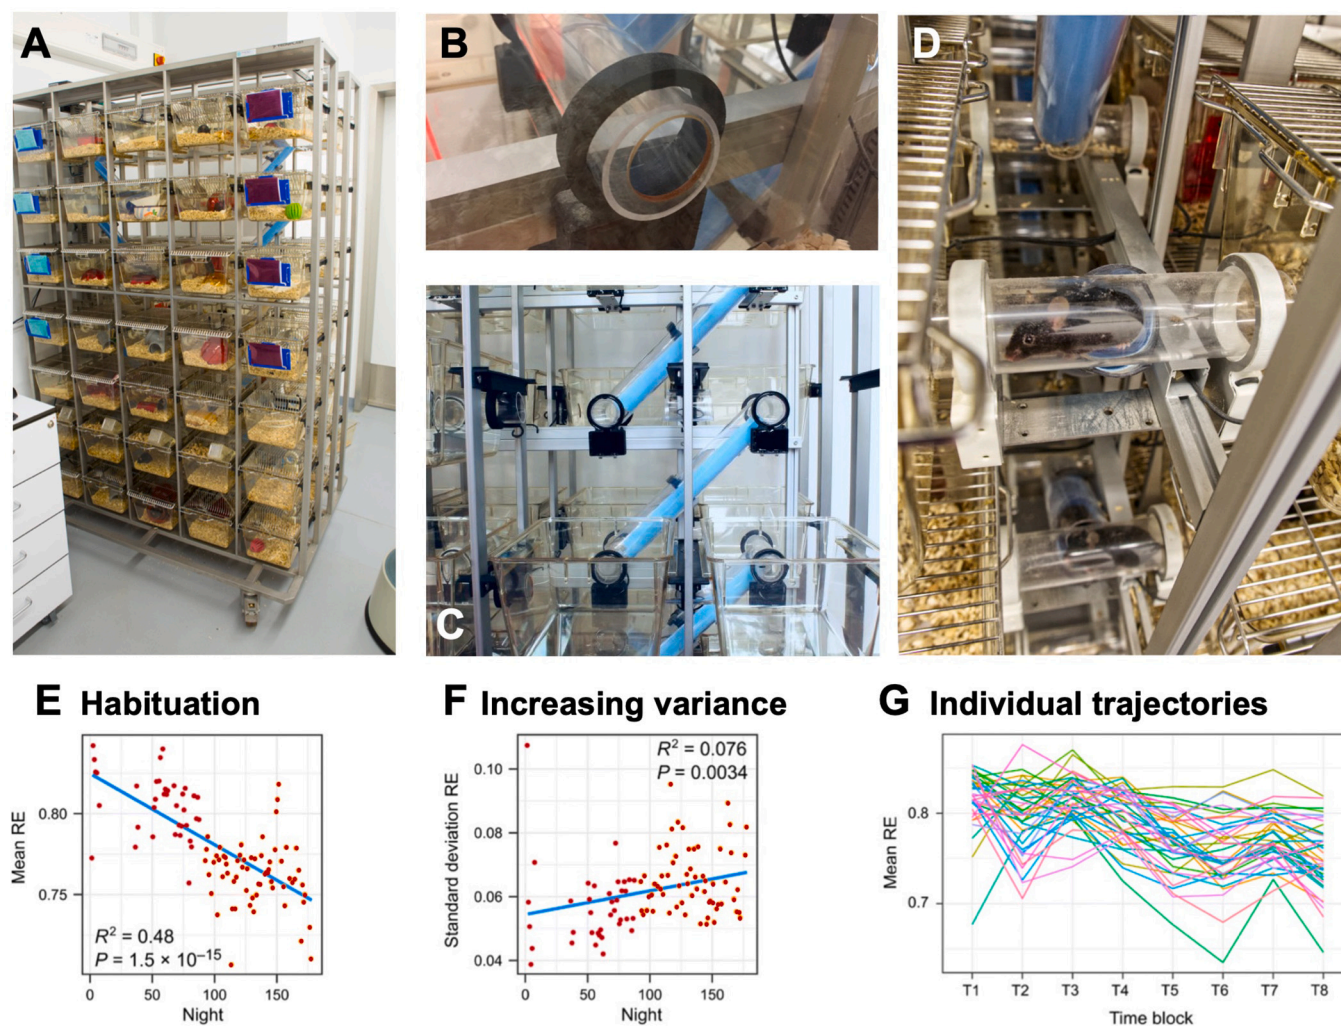 A
B
C
D
E Habituation
Mean RE
0.80
0.75
R² = 0.48
P = 1.5 × 10⁻¹⁵
0 50 100 150
Night
F Increasing variance
Standard deviation RE
0.10
0.08
0.06
0.04
R² = 0.076
P = 0.0034
0 50 100 150
Night
G Individual trajectories
Mean RE
0.8
0.7
T1 T2 T3 T4 T5 T6 T7 T8
Time block